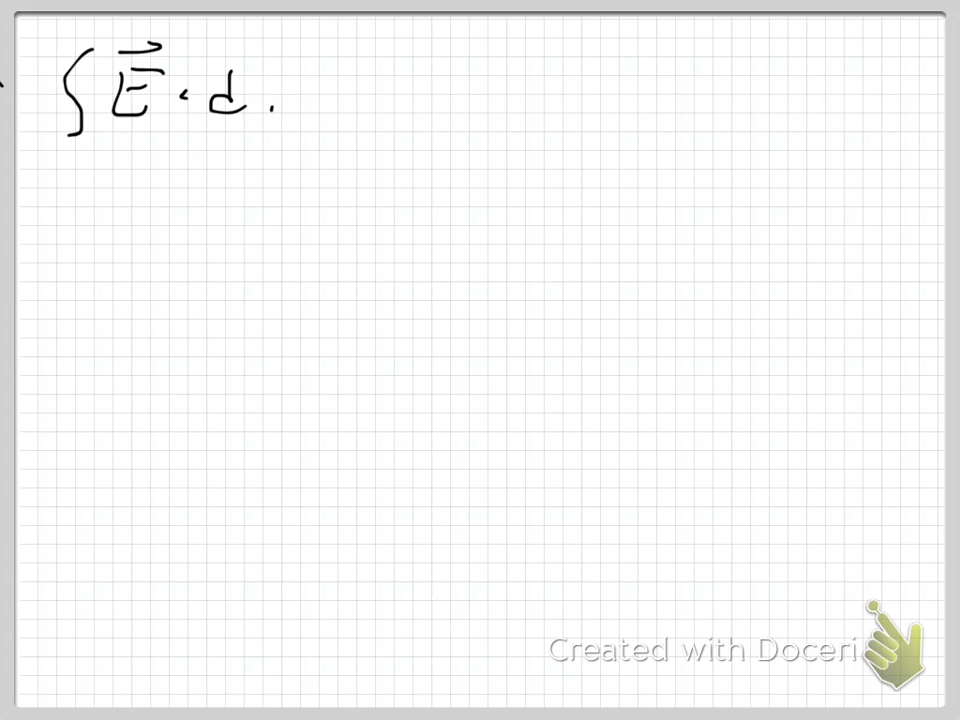 ∫ E⃗ · d .
Created with Doceri